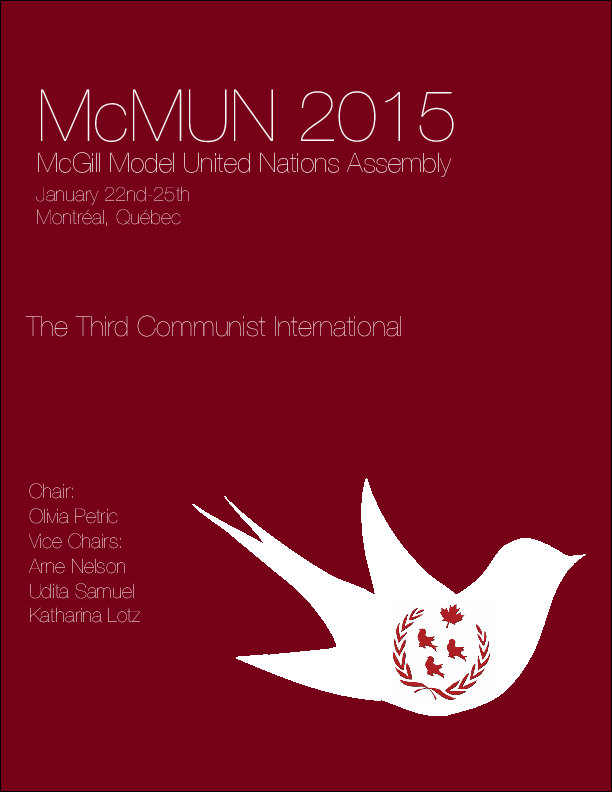 McMUN 2015
McGill Model United Nations Assembly
January 22nd-25th
Montréal, Québec
The Third Communist International
Chair:
Olivia Petric
Vice Chairs:
Arne Nelson
Udita Samuel
Katharina Lotz